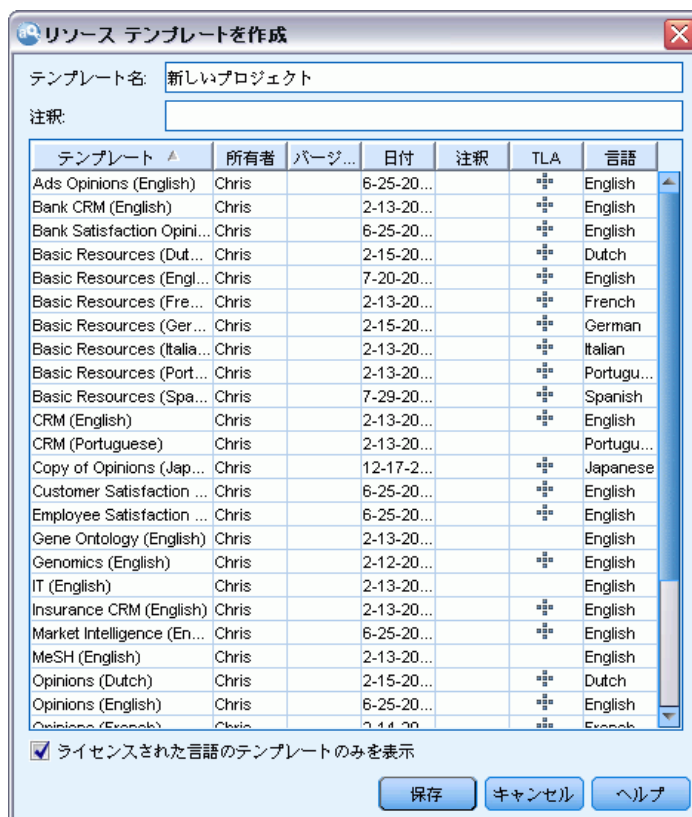 リソース テンプレートを作成
テンプレート名: 新しいプロジェクト
注釈:
テンプレート 所有者 バージ... 日付 注釈 TLA 言語
Ads Opinions (English) Chris 6-25-20... English
Bank CRM (English) Chris 2-13-20... English
Bank Satisfaction Opini... Chris 6-25-20... English
Basic Resources (Dut... Chris 2-15-20... Dutch
Basic Resources (Engl... Chris 7-20-20... English
Basic Resources (Fre... Chris 2-13-20... French
Basic Resources (Ger... Chris 2-15-20... German
Basic Resources (Italia... Chris 2-13-20... Italian
Basic Resources (Port... Chris 2-13-20... Portugu...
Basic Resources (Spa... Chris 7-29-20... Spanish
CRM (English) Chris 2-13-20... English
CRM (Portuguese) Chris 2-13-20... Portugu...
Copy of Opinions (Jap... Chris 12-17-2... Japanese
Customer Satisfaction ... Chris 6-25-20... English
Employee Satisfaction ... Chris 6-25-20... English
Gene Ontology (English) Chris 2-13-20... English
Genomics (English) Chris 2-12-20... English
IT (English) Chris 2-13-20... English
Insurance CRM (English) Chris 2-13-20... English
Market Intelligence (En... Chris 6-25-20... English
MeSH (English) Chris 2-13-20... English
Opinions (Dutch) Chris 2-15-20... Dutch
Opinions (English) Chris 6-25-20... English
Opinions (French) Chris 2-14-20... French
ライセンスされた言語のテンプレートのみを表示
保存 キャンセル ヘルプ